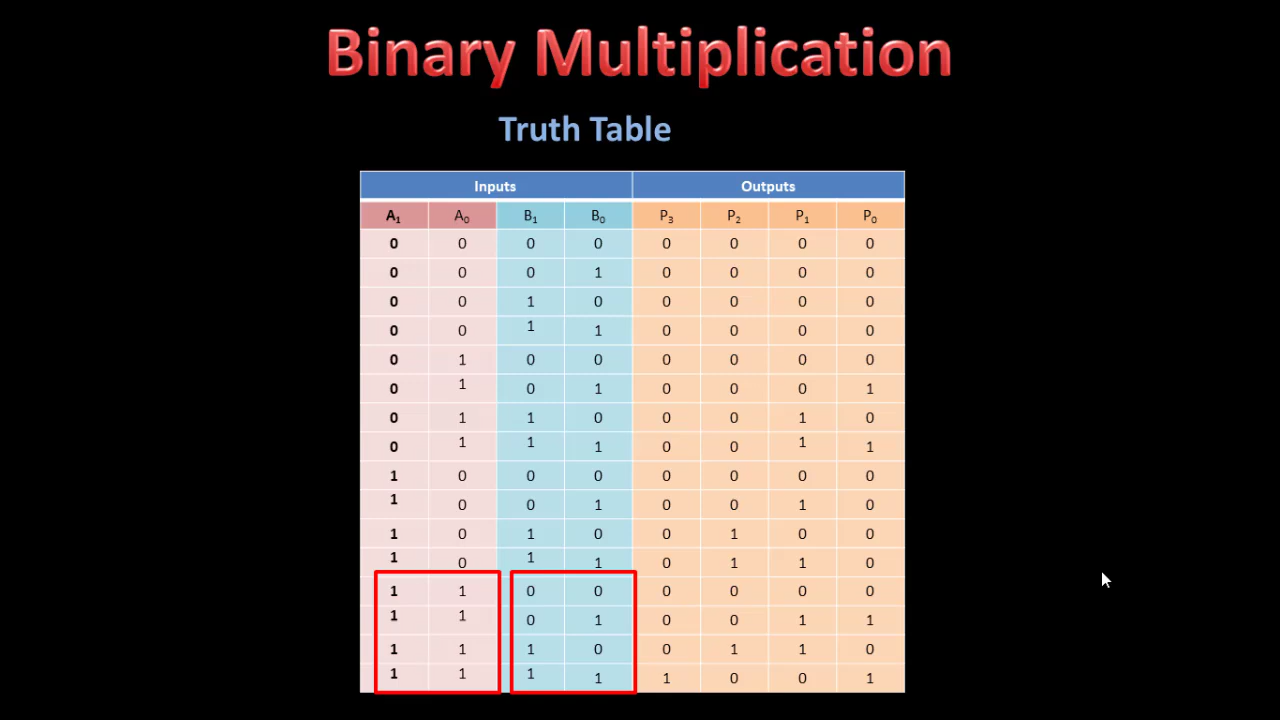 Binary Multiplication
Truth Table
Inputs Outputs
A₁ A₀ B₁ B₀ P₃ P₂ P₁ P₀
0 0 0 0 0 0 0 0
0 0 0 1 0 0 0 0
0 0 1 0 0 0 0 0
0 0 1 1 0 0 0 0
0 1 0 0 0 0 0 0
0 1 0 1 0 0 0 1
0 1 1 0 0 0 1 0
0 1 1 1 0 0 1 1
1 0 0 0 0 0 0 0
1 0 0 1 0 0 1 0
1 0 1 0 0 1 0 0
1 0 1 1 0 1 1 0
1 1 0 0 0 0 0 0
1 1 0 1 0 0 1 1
1 1 1 0 0 1 1 0
1 1 1 1 1 0 0 1